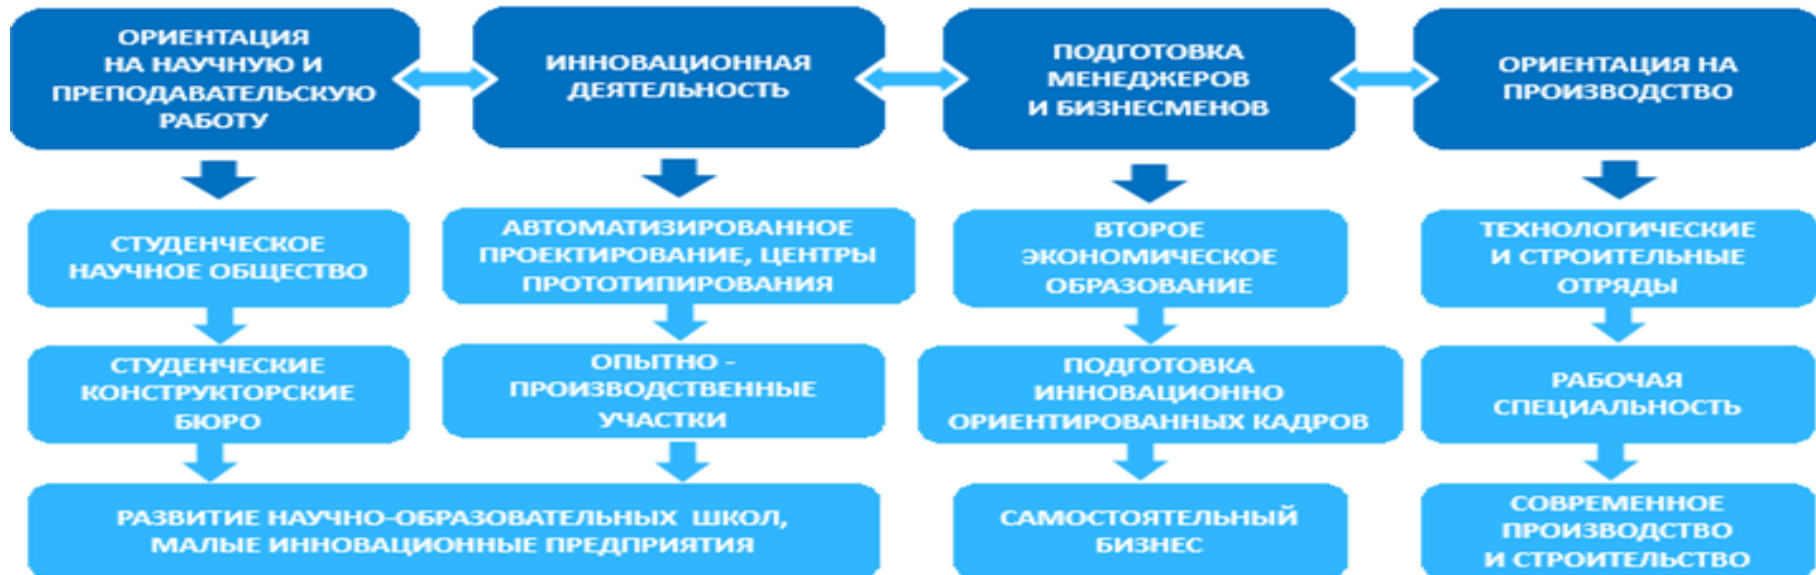 ОРИЕНТАЦИЯ
НА НАУЧНУЮ И
ПРЕПОДАВАТЕЛЬСКУЮ
РАБОТУ
ИННОВАЦИОННАЯ
ДЕЯТЕЛЬНОСТЬ
ПОДГОТОВКА
МЕНЕДЖЕРОВ
И БИЗНЕСМЕНОВ
ОРИЕНТАЦИЯ НА
ПРОИЗВОДСТВО
СТУДЕНЧЕСКОЕ
НАУЧНОЕ ОБЩЕСТВО
АВТОМАТИЗИРОВАННОЕ
ПРОЕКТИРОВАНИЕ, ЦЕНТРЫ
ПРОТОТИПИРОВАНИЯ
ВТОРОЕ
ЭКОНОМИЧЕСКОЕ
ОБРАЗОВАНИЕ
ТЕХНОЛОГИЧЕСКИЕ
И СТРОИТЕЛЬНЫЕ
ОТРЯДЫ
СТУДЕНЧЕСКИЕ
КОНСТРУКТОРСКИЕ
БЮРО
ОПЫТНО -
ПРОИЗВОДСТВЕННЫЕ
УЧАСТКИ
ПОДГОТОВКА
ИННОВАЦИОННО
ОРИЕНТИРОВАННЫХ КАДРОВ
РАБОЧАЯ
СПЕЦИАЛЬНОСТЬ
РАЗВИТИЕ НАУЧНО-ОБРАЗОВАТЕЛЬНЫХ ШКОЛ,
МАЛЫЕ ИННОВАЦИОННЫЕ ПРЕДПРИЯТИЯ
САМОСТОЯТЕЛЬНЫЙ
БИЗНЕС
СОВРЕМЕННОЕ
ПРОИЗВОДСТВО
И СТРОИТЕЛЬСТВО